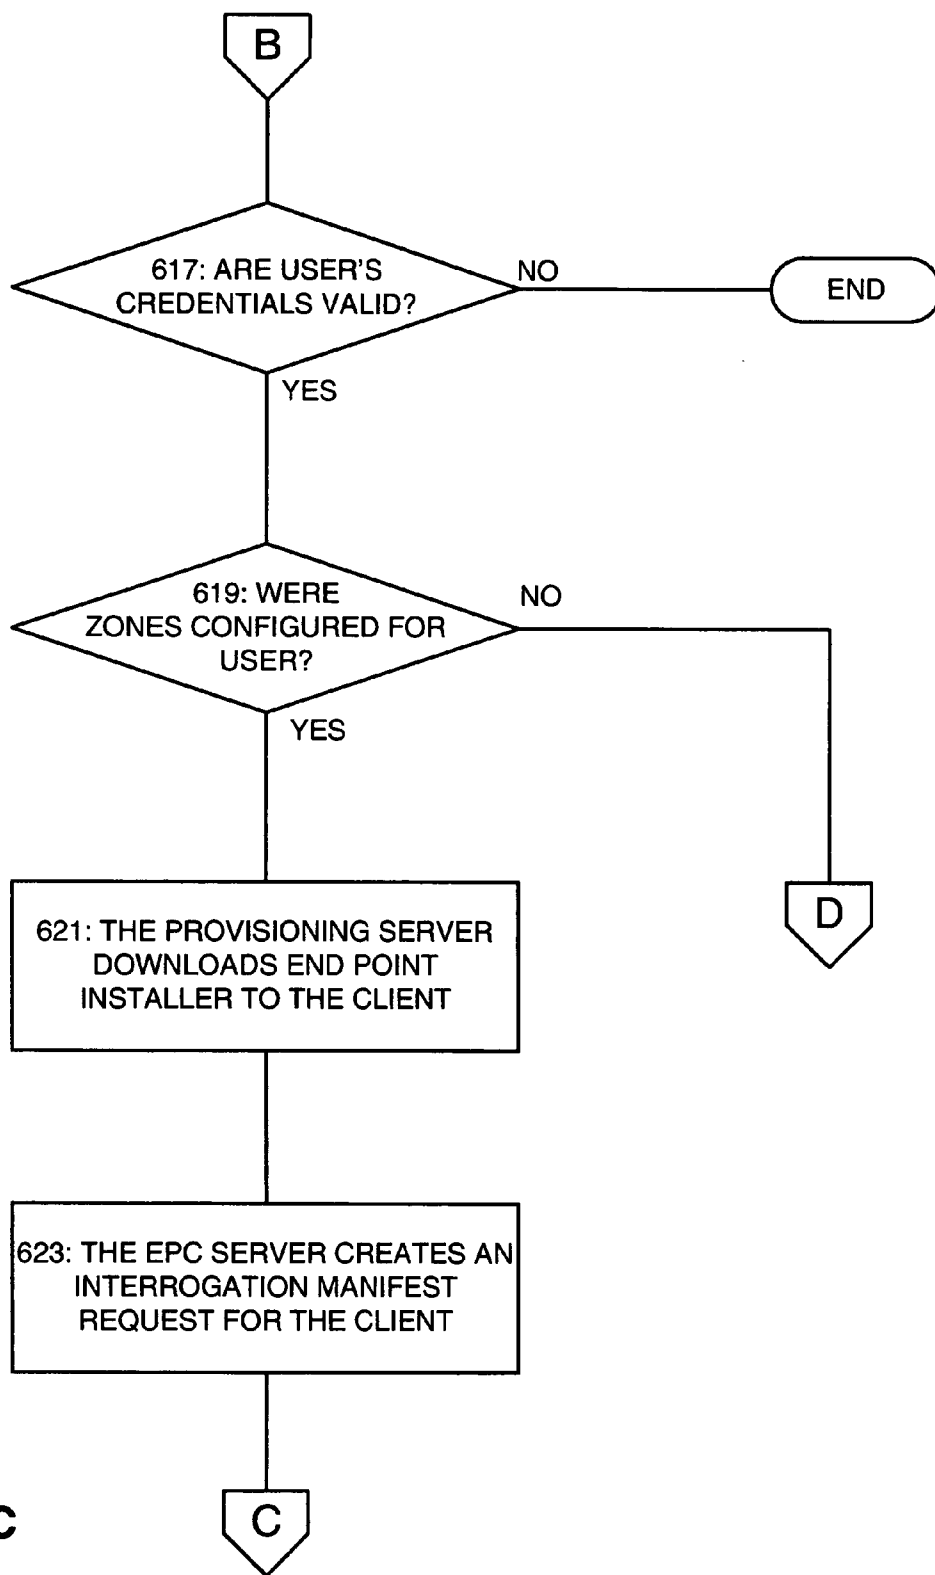 B
617: ARE USER'S
CREDENTIALS VALID?
NO
END
YES
619: WERE
ZONES CONFIGURED FOR
USER?
NO
YES
621: THE PROVISIONING SERVER
DOWNLOADS END POINT
INSTALLER TO THE CLIENT
D
623: THE EPC SERVER CREATES AN
INTERROGATION MANIFEST
REQUEST FOR THE CLIENT
C
C